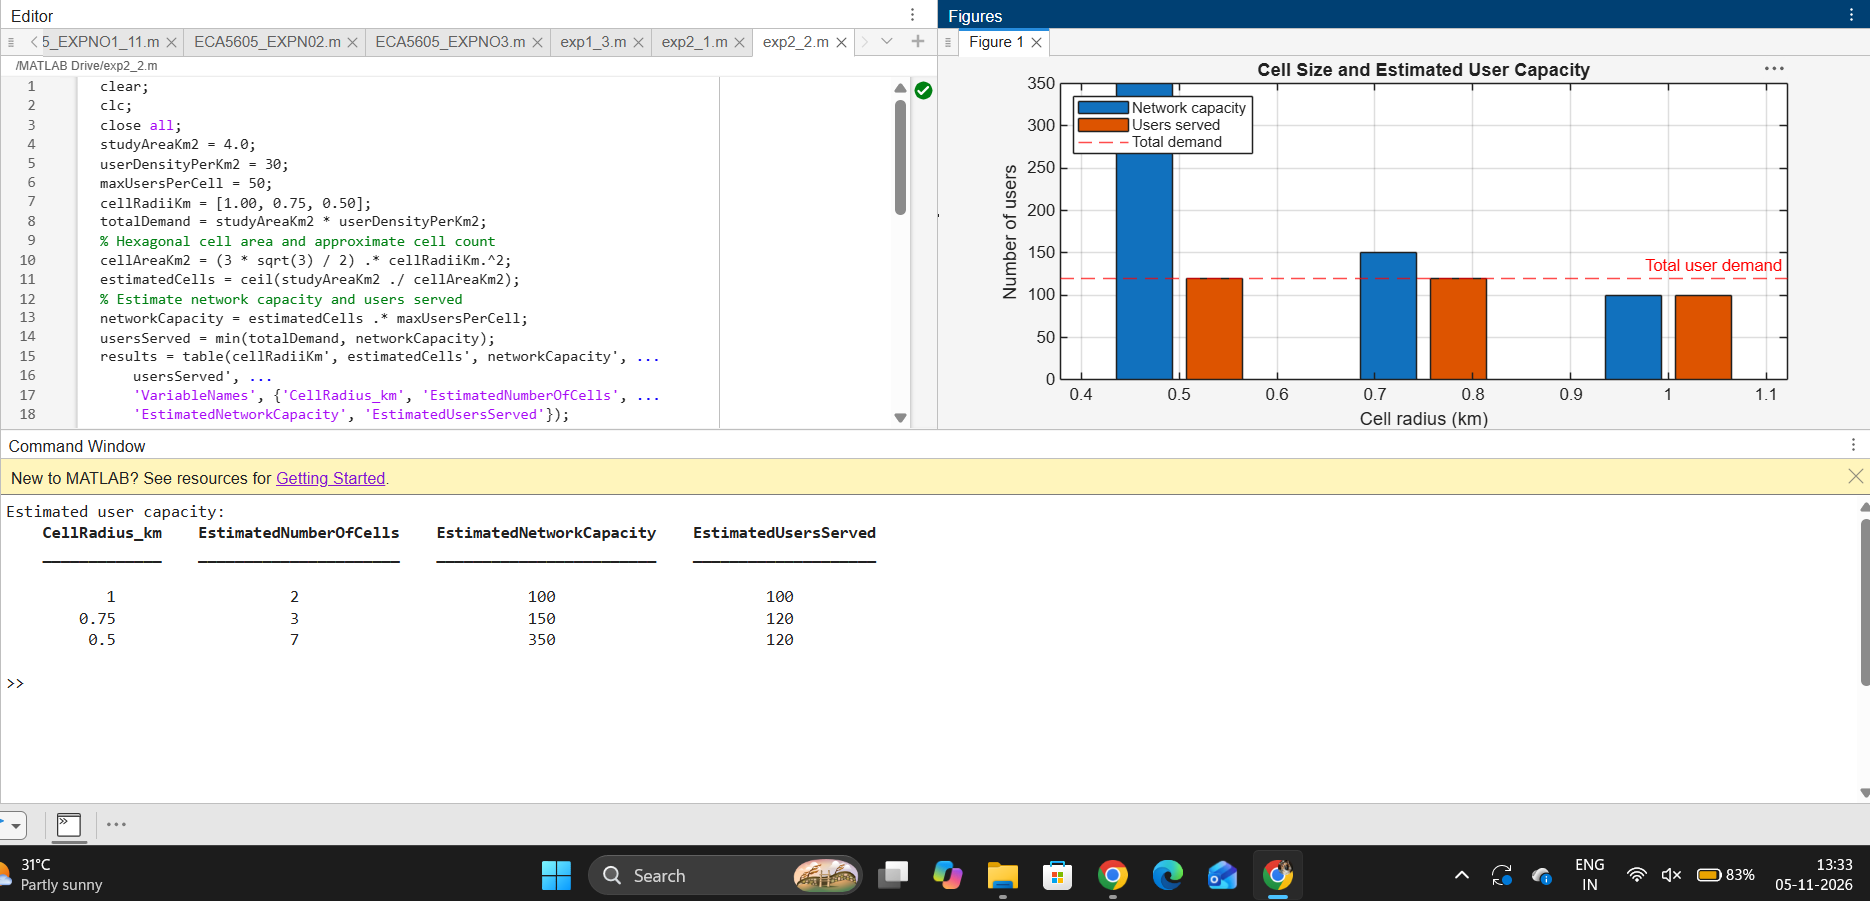 Editor
5_EXPNO1_11.m
ECA5605_EXPN02.m
ECA5605_EXPNO3.m
exp1_3.m
exp2_1.m
exp2_2.m
/MATLAB Drive/exp2_2.m
1 clear;
2 clc;
3 close all;
4 studyAreaKm2 = 4.0;
5 userDensityPerKm2 = 30;
6 maxUsersPerCell = 50;
7 cellRadiiKm = [1.00, 0.75, 0.50];
8 totalDemand = studyAreaKm2 * userDensityPerKm2;
9 % Hexagonal cell area and approximate cell count
10 cellAreaKm2 = (3 * sqrt(3) / 2) .* cellRadiiKm.^2;
11 estimatedCells = ceil(studyAreaKm2 ./ cellAreaKm2);
12 % Estimate network capacity and users served
13 networkCapacity = estimatedCells .* maxUsersPerCell;
14 usersServed = min(totalDemand, networkCapacity);
15 results = table(cellRadiiKm', estimatedCells', networkCapacity', ...
16 usersServed', ...
17 'VariableNames', {'CellRadius_km', 'EstimatedNumberOfCells', ...
18 'EstimatedNetworkCapacity', 'EstimatedUsersServed'});
Figures
Figure 1
Cell Size and Estimated User Capacity
Network capacity
Users served
Total demand
Total user demand
Number of users
350
300
250
200
150
100
50
0
0.4 0.5 0.6 0.7 0.8 0.9 1 1.1
Cell radius (km)
Command Window
New to MATLAB? See resources for Getting Started.
Estimated user capacity:
CellRadius_km EstimatedNumberOfCells EstimatedNetworkCapacity EstimatedUsersServed
1 2 100 100
0.75 3 150 120
0.5 7 350 120
>>
31°C
Partly sunny
Search
ENG
IN
83%
13:33
05-11-2026